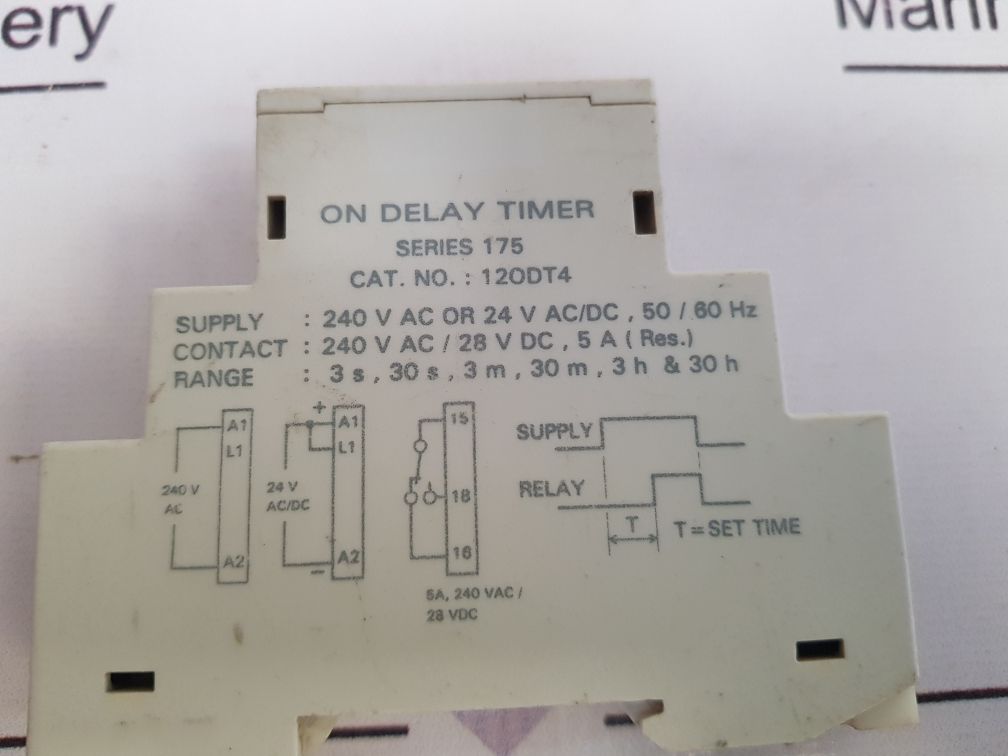 ery
ON DELAY TIMER
SERIES 175
CAT. NO. : 12ODT4
SUPPLY : 240 V AC OR 24 V AC/DC , 50 / 60 Hz
CONTACT : 240 V AC / 28 V DC , 5 A ( Res.)
RANGE : 3 s , 30 s , 3 m , 30 m , 3 h & 30 h
A1
L1
240 V
AC
A2
+
A1
L1
24 V
AC/DC
A2
–
15
18
16
5A, 240 VAC /
28 VDC
SUPPLY
RELAY
T
T = SET TIME